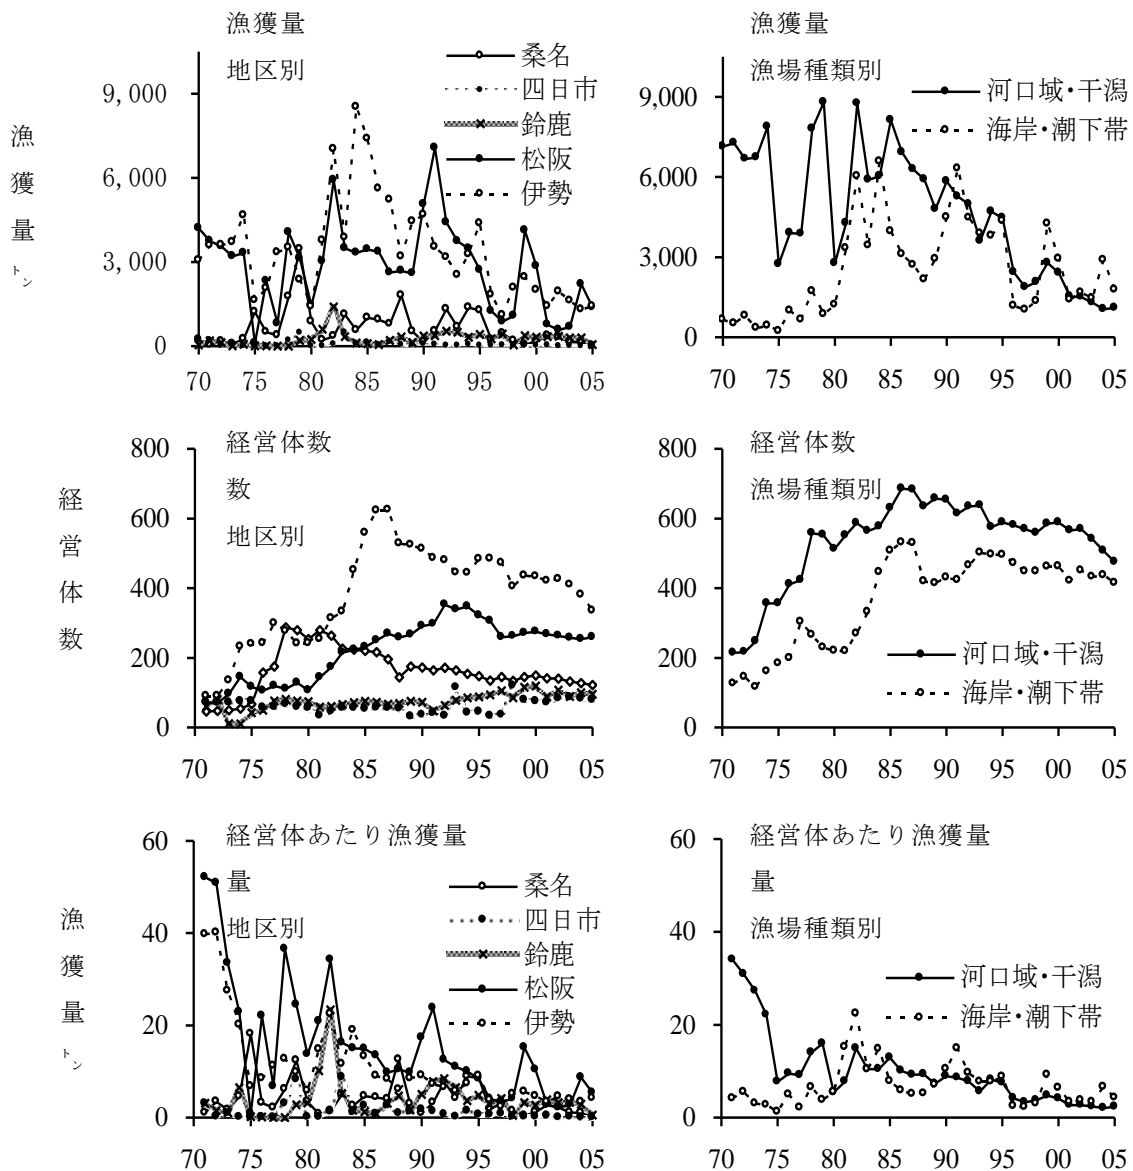 漁獲量
地区別
桑名
四日市
鈴鹿
松阪
伊勢
9,000
6,000
3,000
0
漁
獲
量
トン
70 75 80 85 90 95 00 05
漁獲量
漁場種類別
河口域・干潟
海岸・潮下帯
9,000
6,000
3,000
0
70 75 80 85 90 95 00 05
経営体数
数
地区別
800
600
400
200
0
経
営
体
数
70 75 80 85 90 95 00 05
経営体数
漁場種類別
800
600
400
200
0
河口域・干潟
海岸・潮下帯
70 75 80 85 90 95 00 05
経営体あたり漁獲量
量
地区別
桑名
四日市
鈴鹿
松阪
伊勢
60
40
20
0
漁
獲
量
トン
70 75 80 85 90 95 00 05
経営体あたり漁獲量
量
漁場種類別
河口域・干潟
海岸・潮下帯
60
40
20
0
70 75 80 85 90 95 00 05